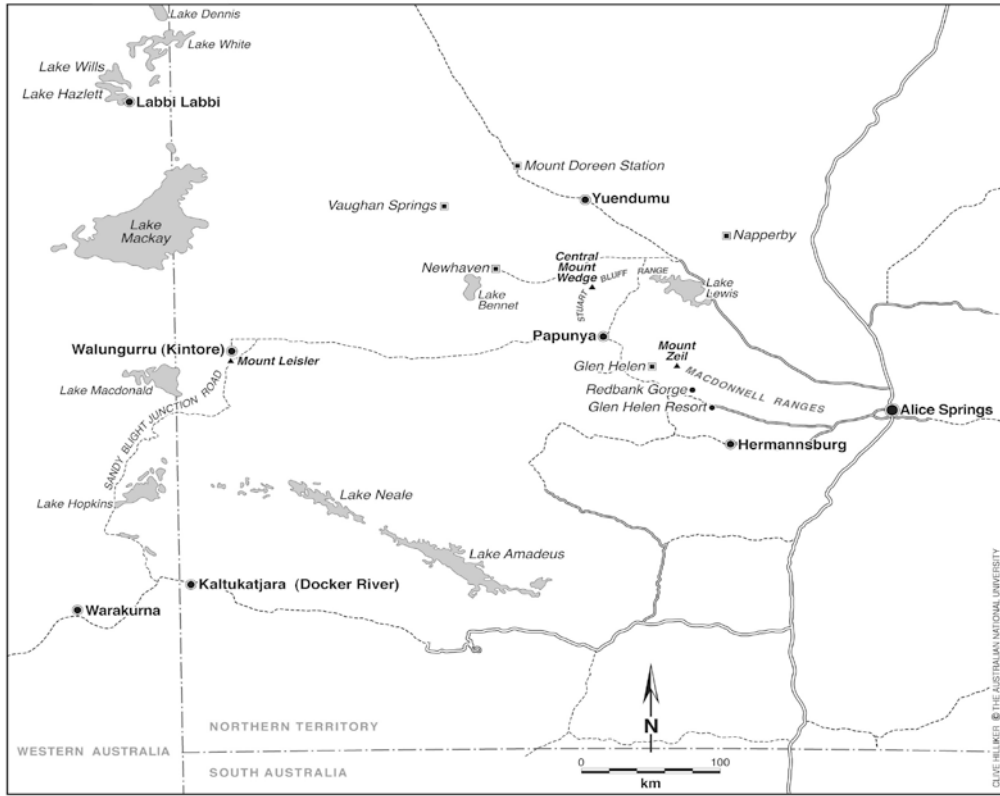 Lake Dennis
Lake White
Lake Wills
Lake Hazlett
Labbi Labbi
Mount Doreen Station
Yuendumu
Vaughan Springs
Lake
Mackay
Napperby
Central
Mount
Wedge
Newhaven
STUART BLUFF RANGE
Lake
Bennet
Lake
Lewis
Papunya
Walungurru (Kintore)
Mount Leisler
Mount
Zeil
Glen Helen
Lake Macdonald
MACDONNELL RANGES
Redbank Gorge
Glen Helen Resort
Alice Springs
SANDY BLIGHT JUNCTION ROAD
Hermannsburg
Lake Hopkins
Lake Neale
Lake Amadeus
Kaltukatjara (Docker River)
Warakurna
NORTHERN TERRITORY
WESTERN AUSTRALIA
SOUTH AUSTRALIA
N
0 100
km
CLIVE HILLIKER © THE AUSTRALIAN NATIONAL UNIVERSITY